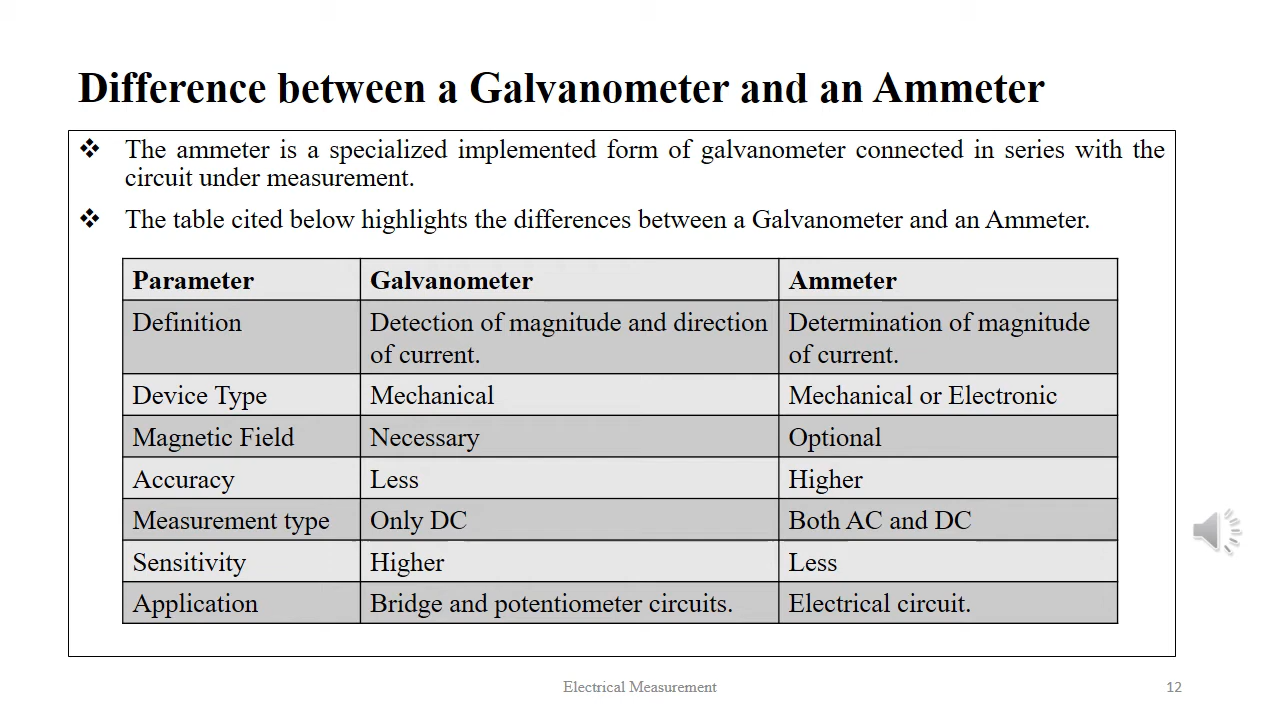 Difference between a Galvanometer and an Ammeter
❖ The ammeter is a specialized implemented form of galvanometer connected in series with the
circuit under measurement.
❖ The table cited below highlights the differences between a Galvanometer and an Ammeter.
Parameter Galvanometer Ammeter
Definition Detection of magnitude and direction Determination of magnitude
of current. of current.
Device Type Mechanical Mechanical or Electronic
Magnetic Field Necessary Optional
Accuracy Less Higher
Measurement type Only DC Both AC and DC
Sensitivity Higher Less
Application Bridge and potentiometer circuits. Electrical circuit.
Electrical Measurement 12